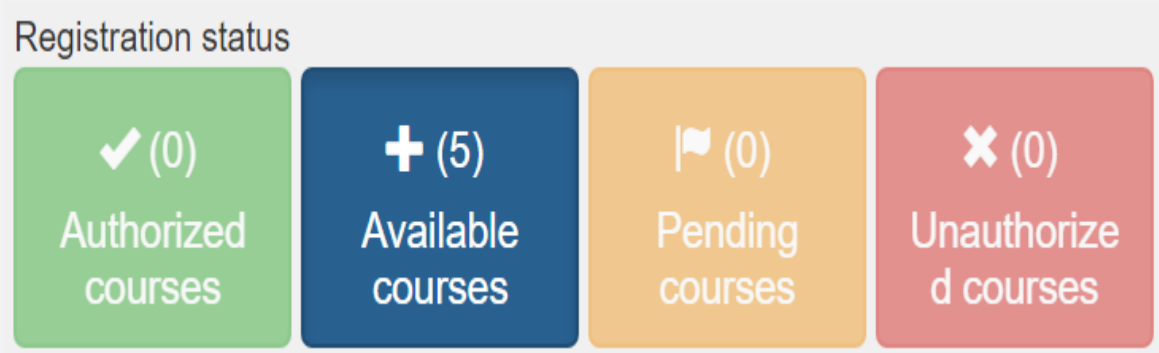 Registration status
(0)
Authorized
courses
(5)
Available
courses
(0)
Pending
courses
(0)
Unauthorize
d courses